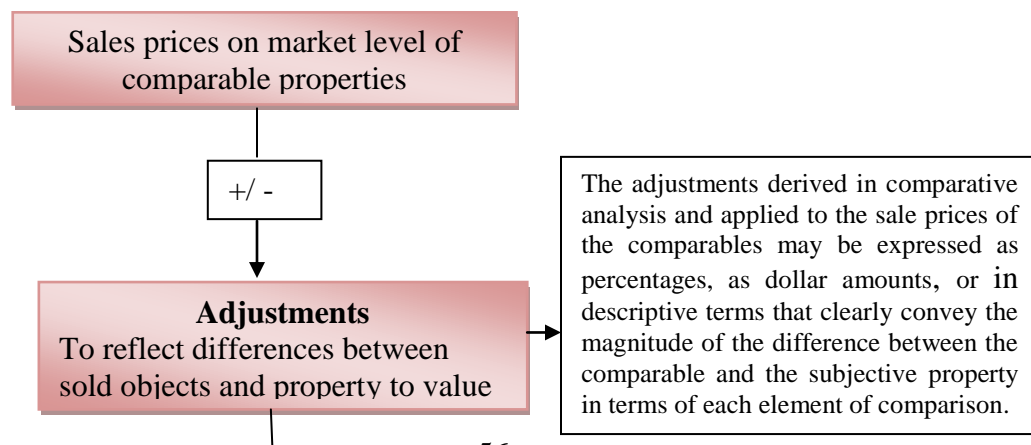 Sales prices on market level of
comparable properties
+/ -
Adjustments
To reflect differences between
sold objects and property to value
The adjustments derived in comparative
analysis and applied to the sale prices of
the comparables may be expressed as
percentages, as dollar amounts, or in
descriptive terms that clearly convey the
magnitude of the difference between the
comparable and the subjective property
in terms of each element of comparison.